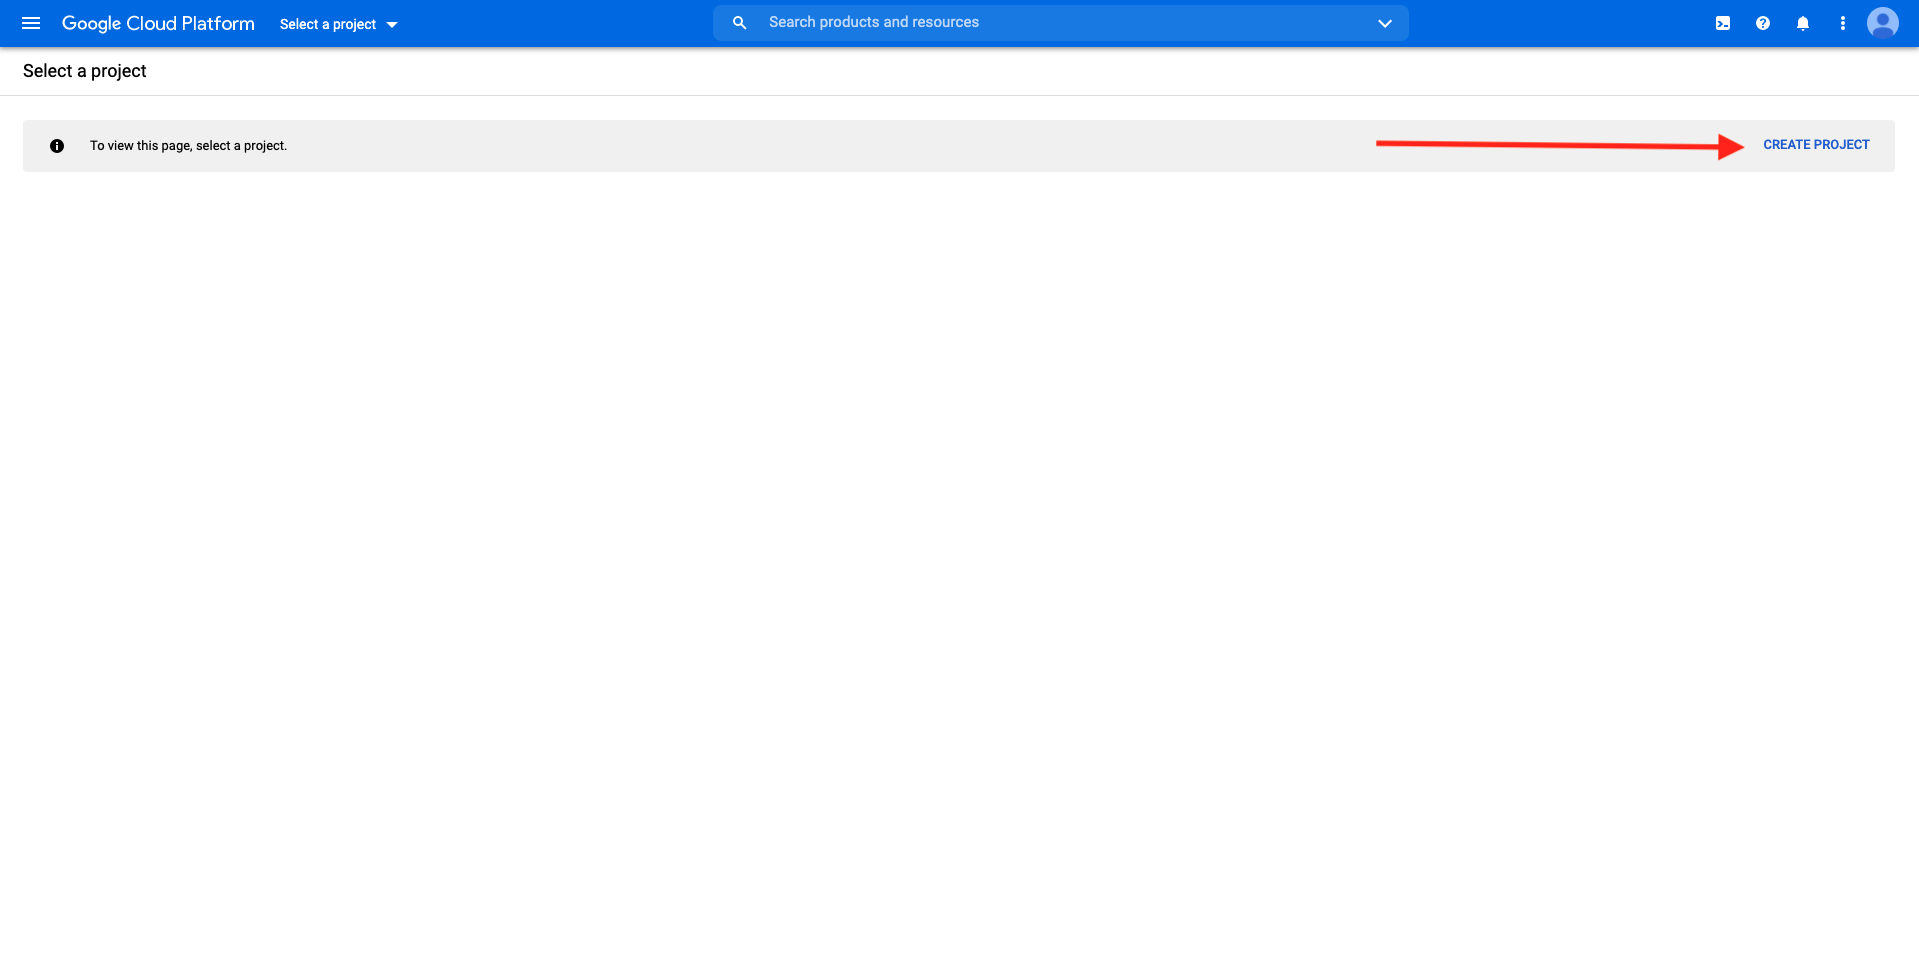 Google Cloud Platform
Select a project
Search products and resources
Select a project
To view this page, select a project.
CREATE PROJECT